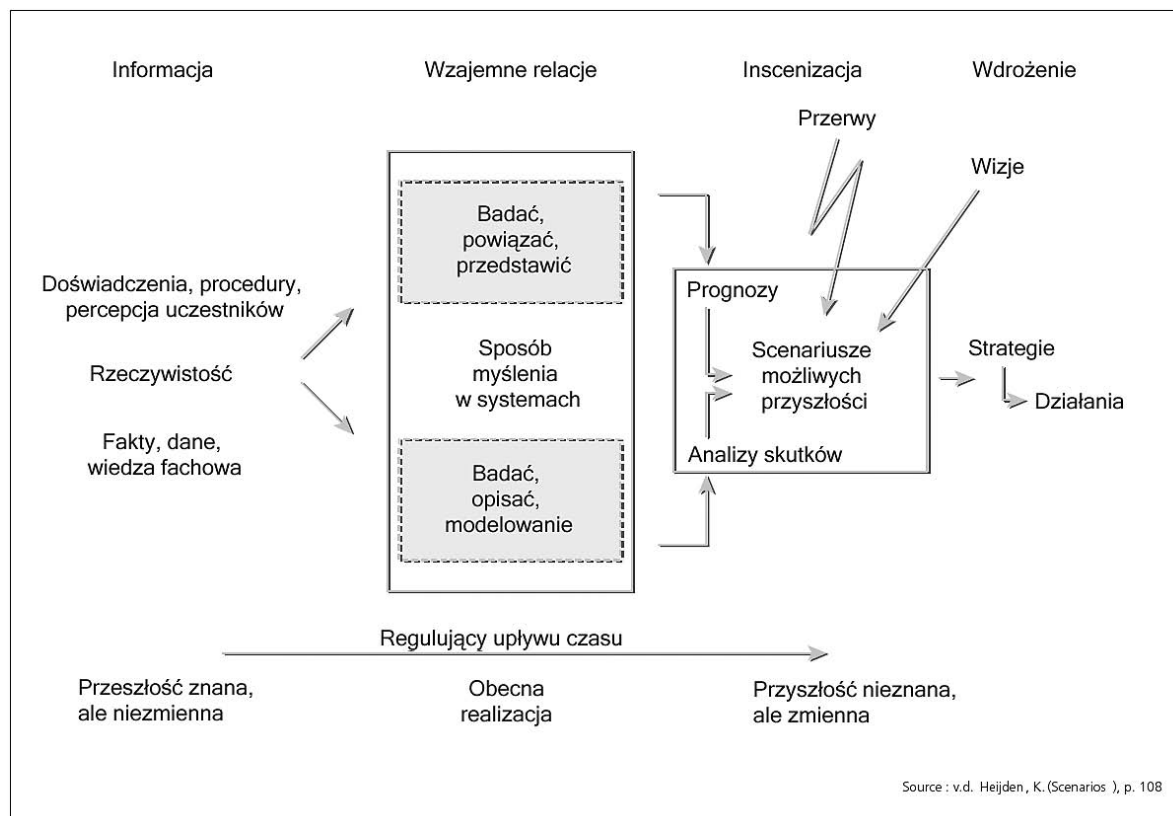 Informacja
Wzajemne relacje
Inscenizacja
Wdrożenie
Przerwy
Wizje
Badać,
powiązać,
przedstawić
Doświadczenia, procedury,
percepcja uczestników
Rzeczywistość
Fakty, dane,
wiedza fachowa
Sposób
myślenia
w systemach
Badać,
opisać,
modelowanie
Prognozy
Scenariusze
możliwych
przyszłości
Analizy skutków
Strategie
Działania
Regulujący upływu czasu
Przeszłość znana,
ale niezmienna
Obecna
realizacja
Przyszłość nieznana,
ale zmienna
Source : v.d. Heijden , K. (Scenarios ), p. 108